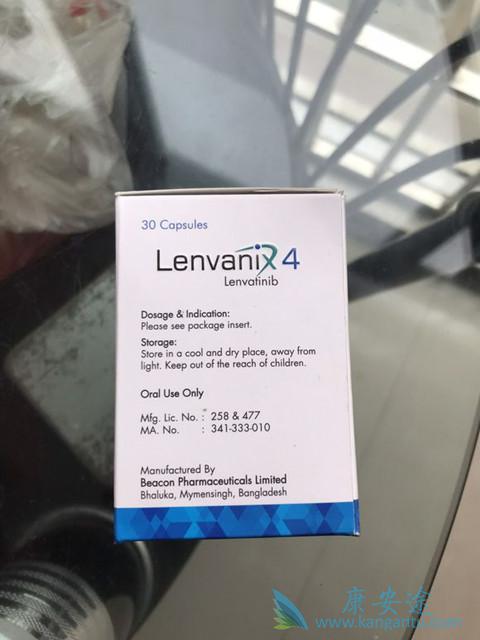 30 Capsules
Lenvanix 4
Lenvatinib
Dosage & Indication:
Please see package insert.
Storage:
Store in a cool and dry place, away from
light. Keep out of the reach of children.
Oral Use Only
Mfg. Lic. No. : 258 & 477
MA. No. : 341-333-010
Manufactured By
Beacon Pharmaceuticals Limited
Bhaluka, Mymensingh, Bangladesh
康安途
www.kangantu.com